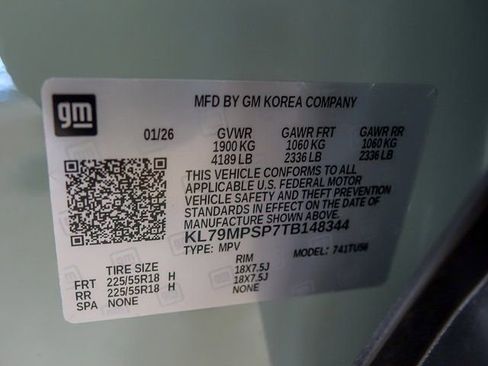 gm
MFD BY GM KOREA COMPANY
01/26 GVWR GAWR FRT GAWR RR
1900 KG 1060 KG 1060 KG
4189 LB 2336 LB 2336 LB
THIS VEHICLE CONFORMS TO ALL
APPLICABLE U.S. FEDERAL MOTOR
VEHICLE SAFETY AND THEFT PREVENTION
STANDARDS IN EFFECT ON THE DATE OF
MANUFACTURE SHOWN ABOVE.
KL79MPSP7TB148344
TYPE: MPV MODEL: 741TU56
TIRE SIZE RIM
FRT 225/55R18 H 18X7.5J
RR 225/55R18 H 18X7.5J
SPA NONE NONE